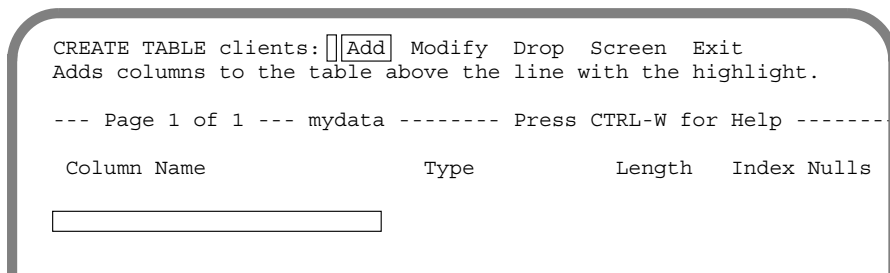 CREATE TABLE clients: Add Modify Drop Screen Exit
Adds columns to the table above the line with the highlight.
--- Page 1 of 1 --- mydata -------- Press CTRL-W for Help --------
Column Name Type Length Index Nulls